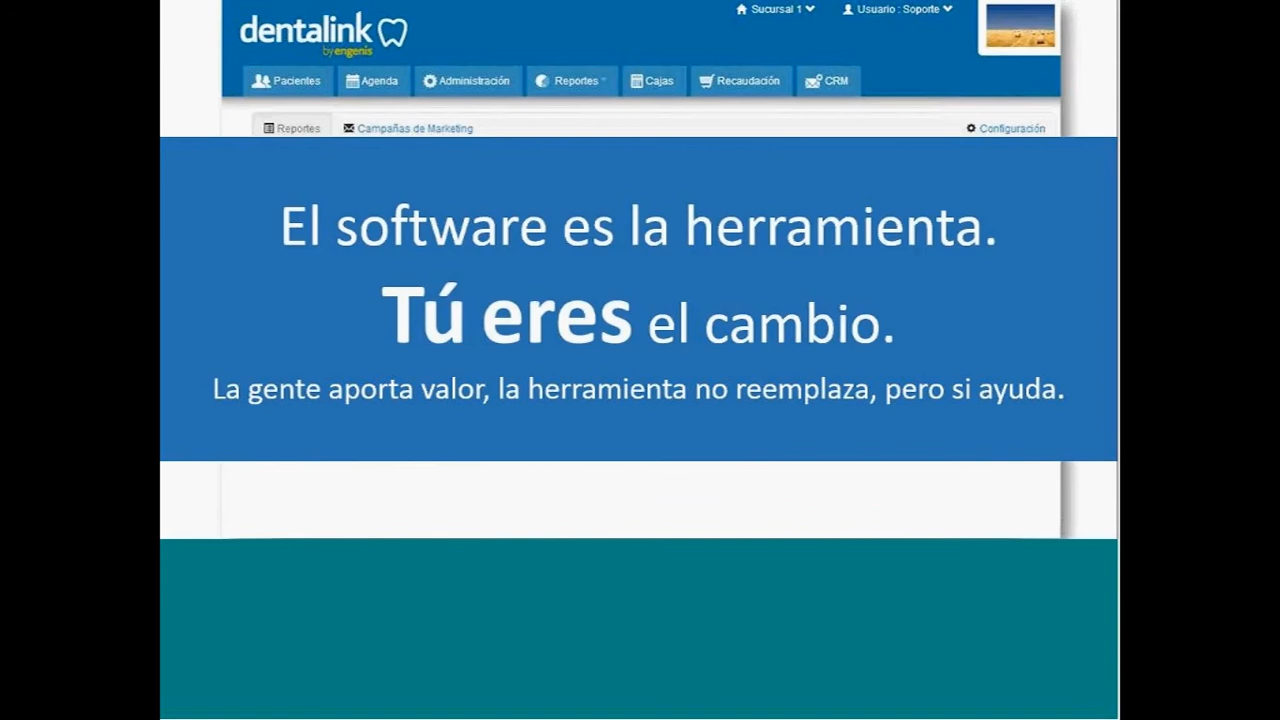 dentalink
by engenis
Sucursal 1
Usuario : Soporte
Pacientes
Agenda
Administración
Reportes
Cajas
Recaudación
CRM
Reportes
Campañas de Marketing
Configuración
El software es la herramienta.
Tú eres el cambio.
La gente aporta valor, la herramienta no reemplaza, pero si ayuda.